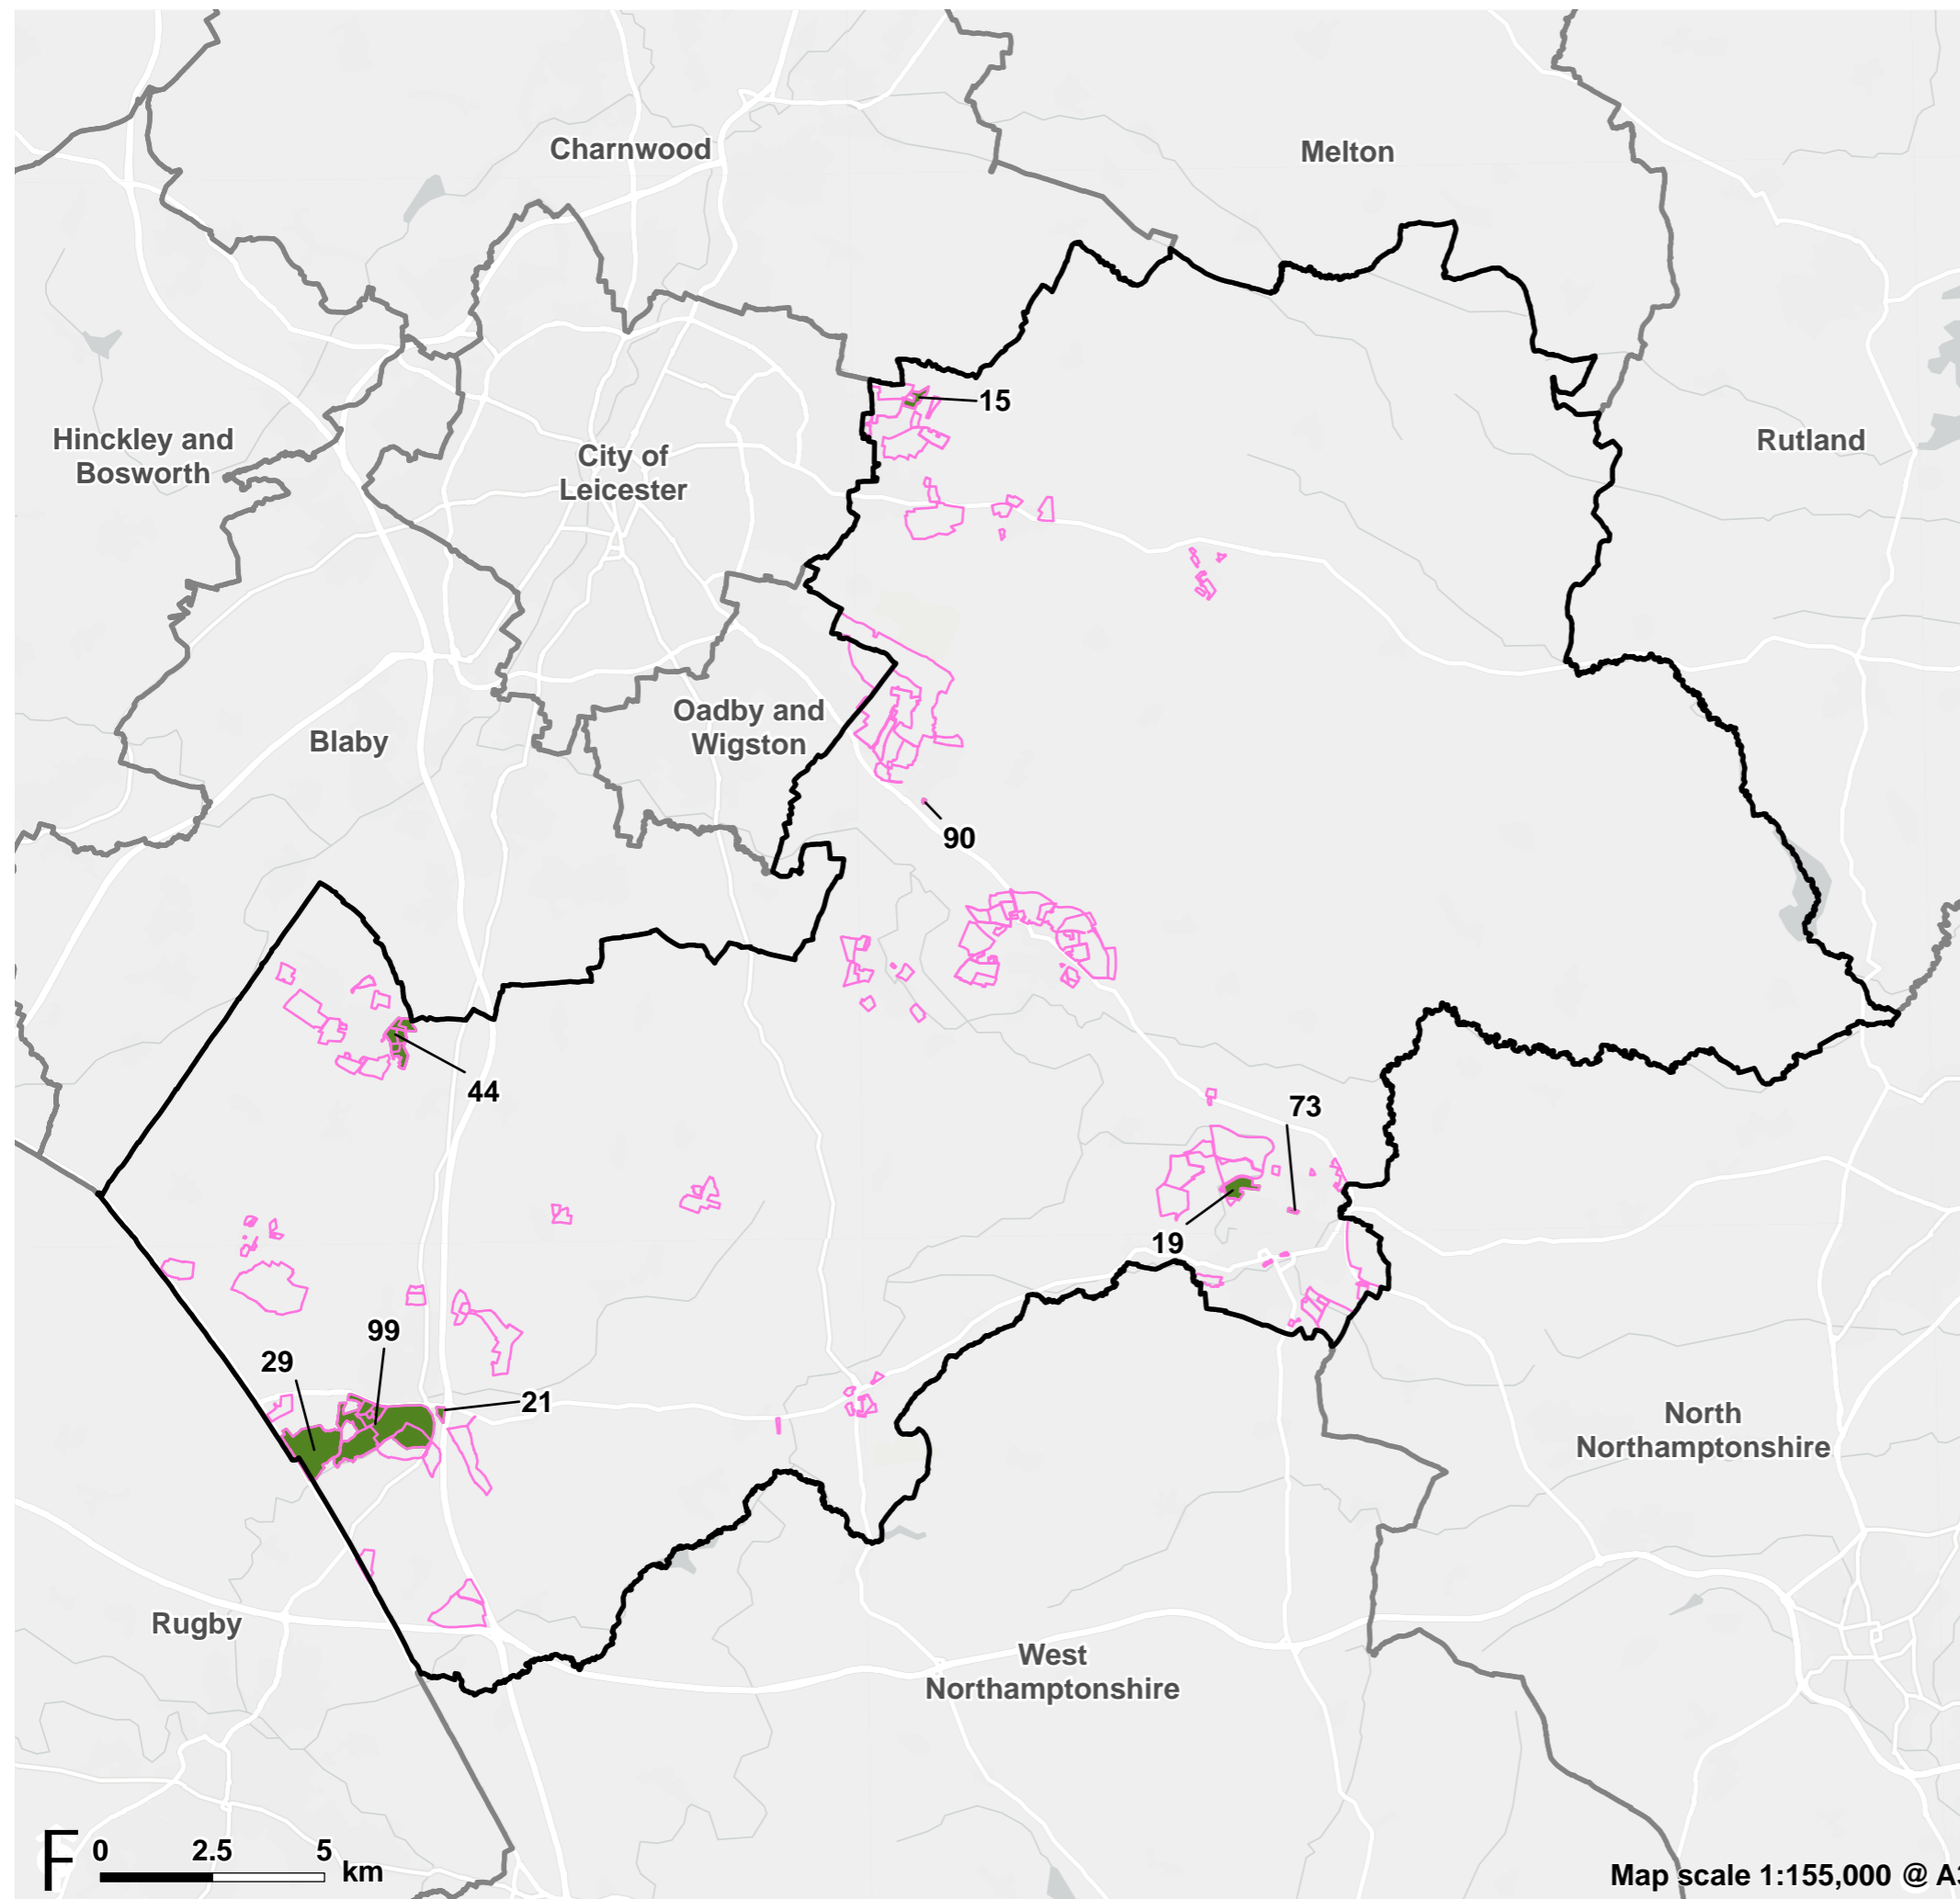 Charnwood
Melton
15
Hinckley and
Bosworth
City of
Leicester
Rutland
Oadby and
Wigston
Blaby
90
44
73
19
99
29
21
North
Northamptonshire
Rugby
West
Northamptonshire
F
0 2.5 5
km
Map scale 1:155,000 @